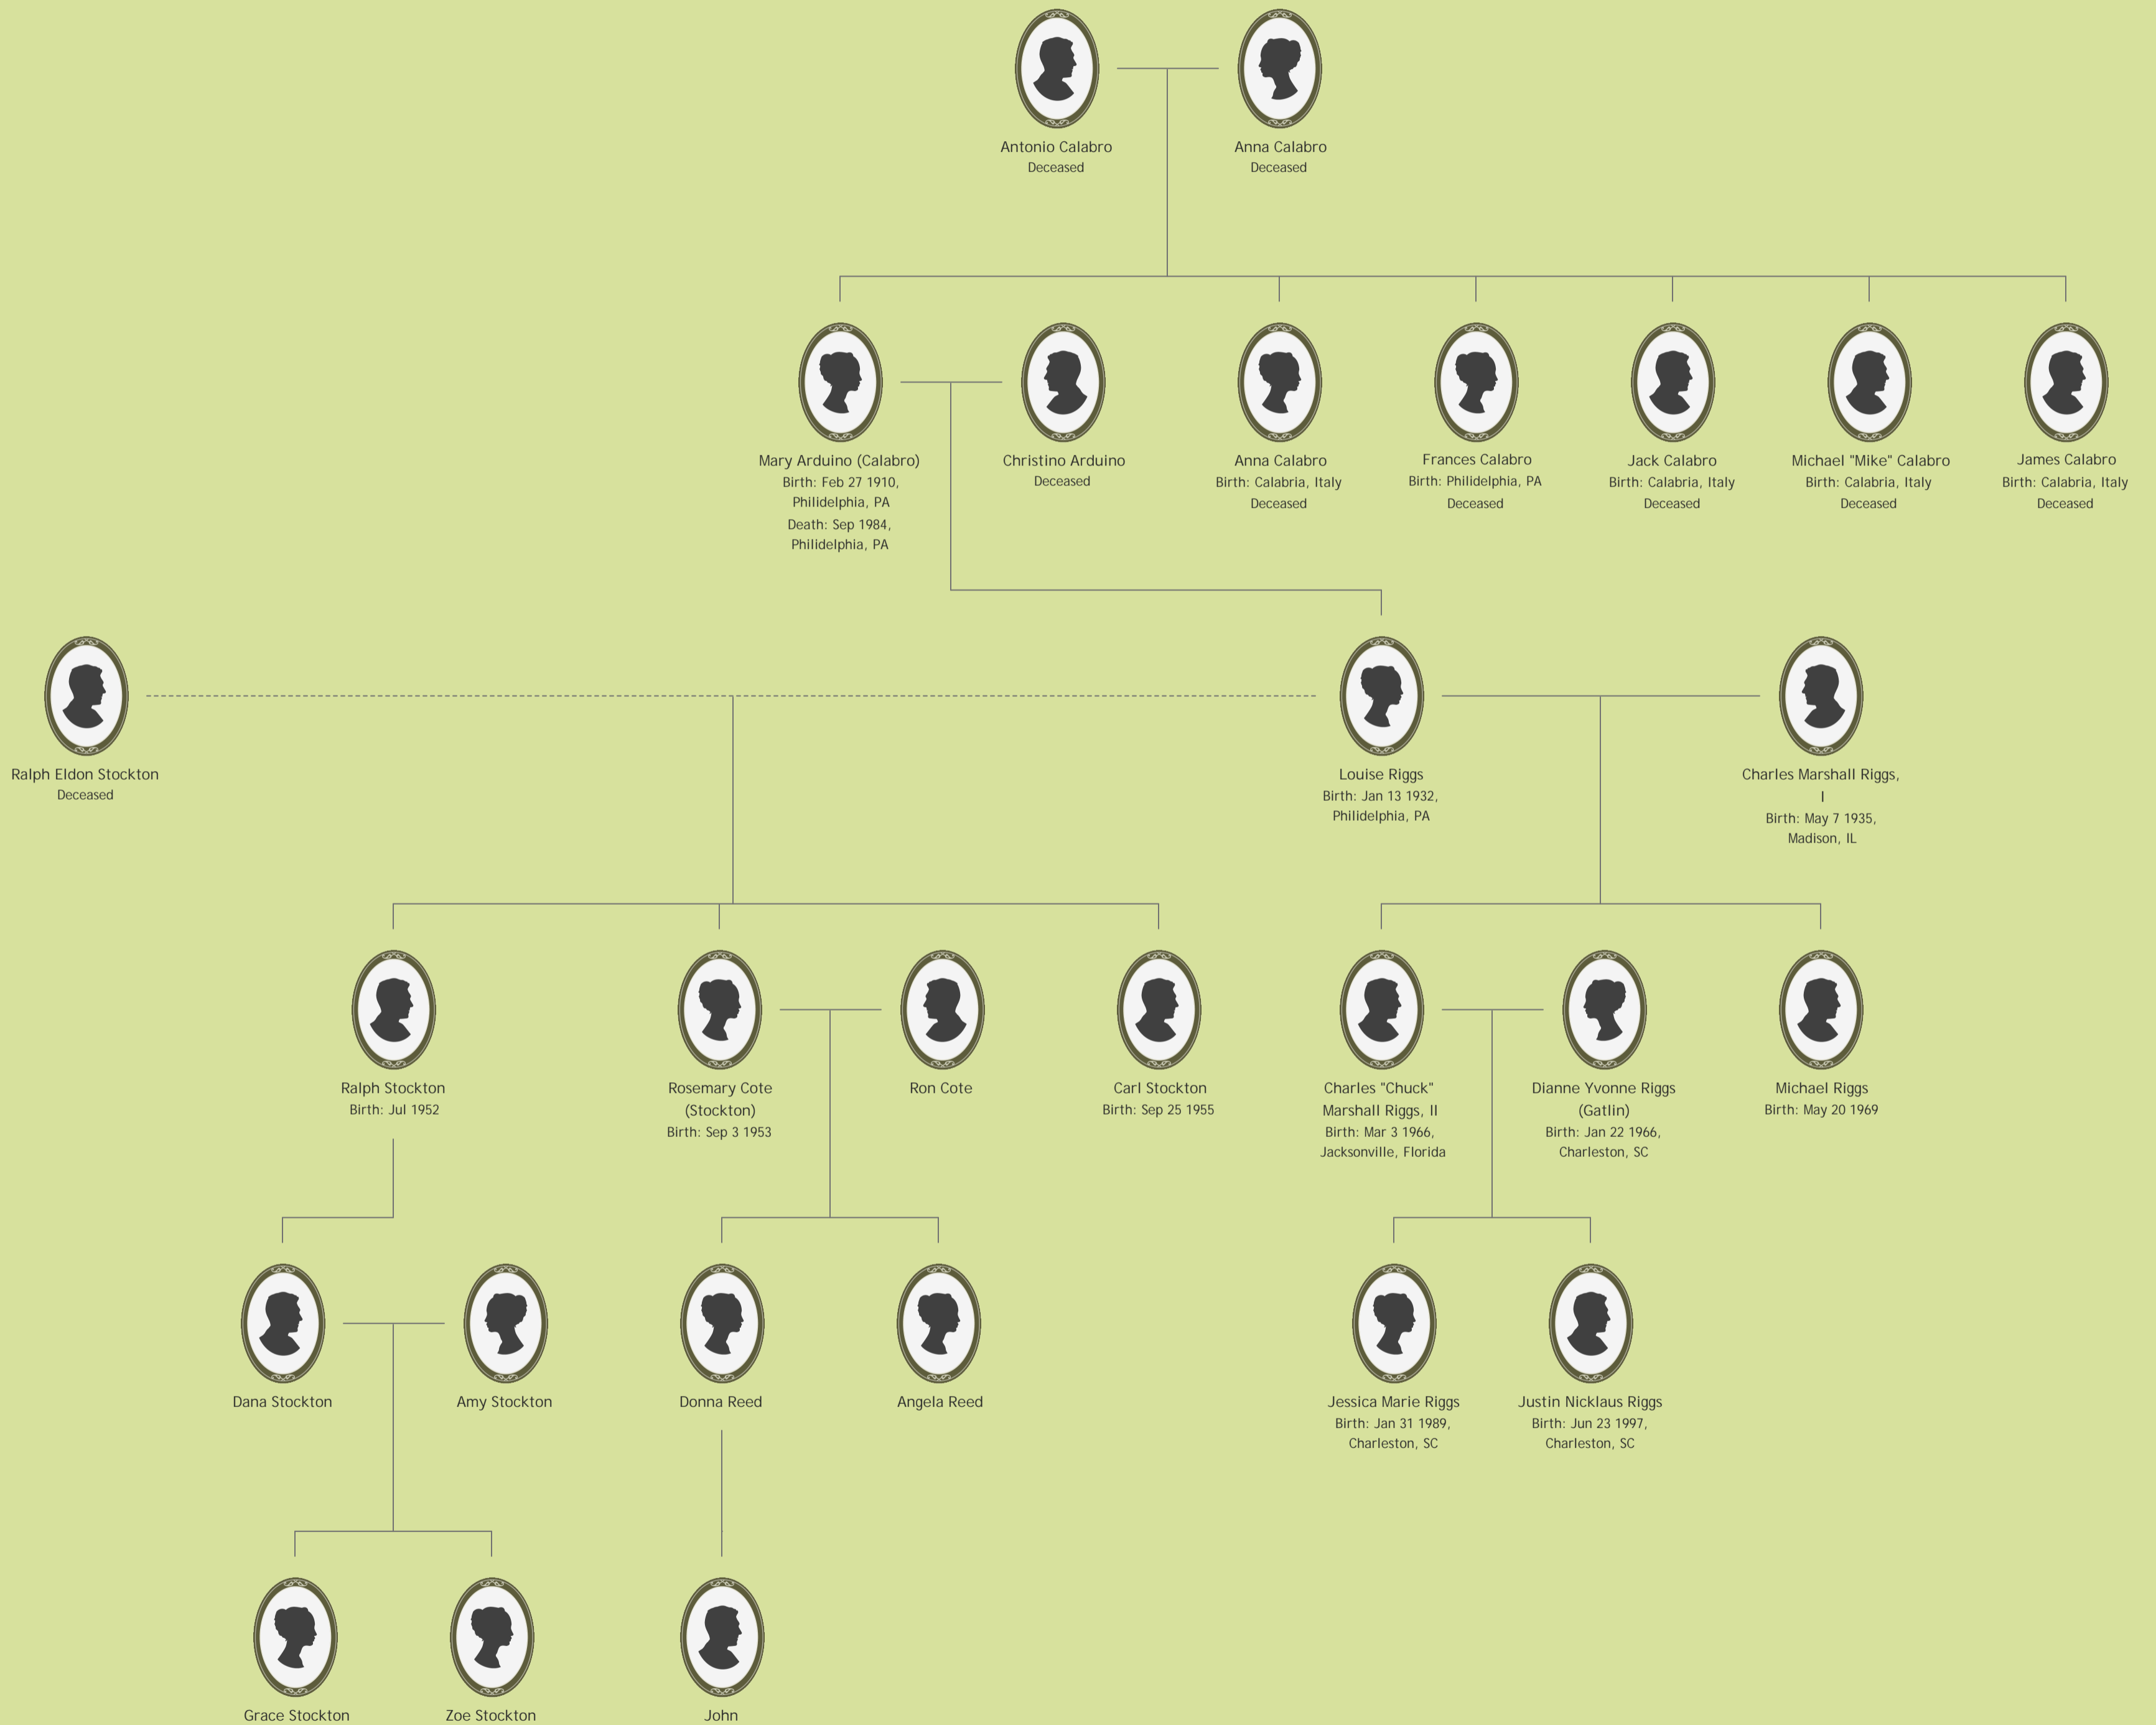 Antonio Calabro
Deceased
Anna Calabro
Deceased
Mary Arduino (Calabro)
Birth: Feb 27 1910,
Philidelphia, PA
Death: Sep 1984,
Philidelphia, PA
Christino Arduino
Deceased
Anna Calabro
Birth: Calabria, Italy
Deceased
Frances Calabro
Birth: Philidelphia, PA
Deceased
Jack Calabro
Birth: Calabria, Italy
Deceased
Michael "Mike" Calabro
Birth: Calabria, Italy
Deceased
James Calabro
Birth: Calabria, Italy
Deceased
Ralph Eldon Stockton
Deceased
Louise Riggs
Birth: Jan 13 1932,
Philidelphia, PA
Charles Marshall Riggs,
I
Birth: May 7 1935,
Madison, IL
Ralph Stockton
Birth: Jul 1952
Rosemary Cote
(Stockton)
Birth: Sep 3 1953
Ron Cote
Carl Stockton
Birth: Sep 25 1955
Charles "Chuck"
Marshall Riggs, II
Birth: Mar 3 1966,
Jacksonville, Florida
Dianne Yvonne Riggs
(Gatlin)
Birth: Jan 22 1966,
Charleston, SC
Michael Riggs
Birth: May 20 1969
Dana Stockton
Amy Stockton
Donna Reed
Angela Reed
Jessica Marie Riggs
Birth: Jan 31 1989,
Charleston, SC
Justin Nicklaus Riggs
Birth: Jun 23 1997,
Charleston, SC
Grace Stockton
Zoe Stockton
John